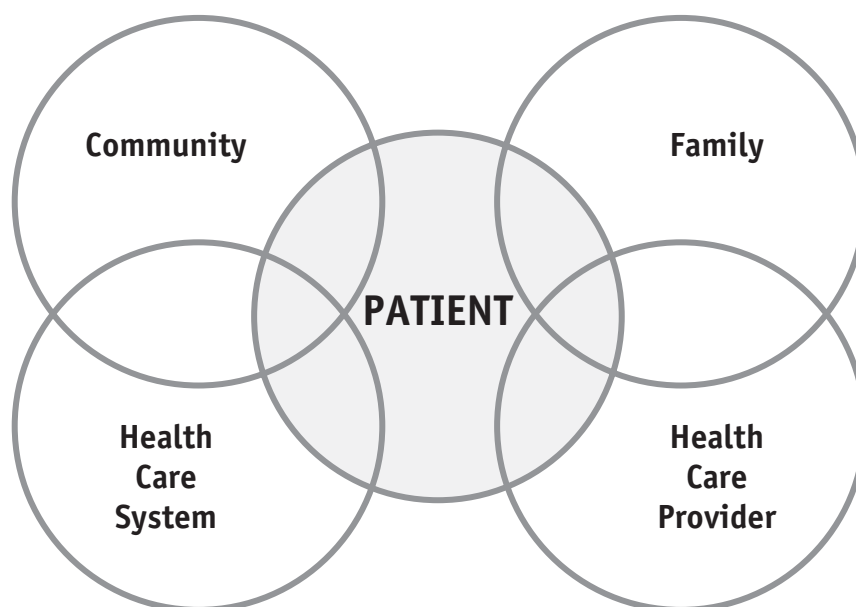 Community
Family
PATIENT
Health
Care
System
Health
Care
Provider